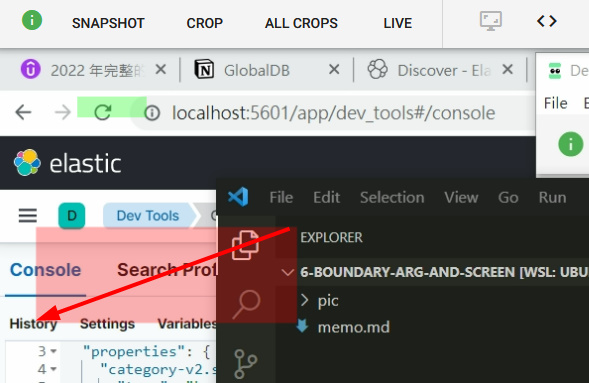 SNAPSHOT CROP ALL CROPS LIVE
2022 年完整的 GlobalDB Discover - Ela
De
localhost:5601/app/dev_tools#/console
File
elastic
File Edit Selection View Go Run
D Dev Tools
EXPLORER
Console Search Prof
6-BOUNDARY-ARG-AND-SCREEN [WSL: UBU
pic
History Settings Variables
memo.md
3 "properties": {
4 "category-v2.s